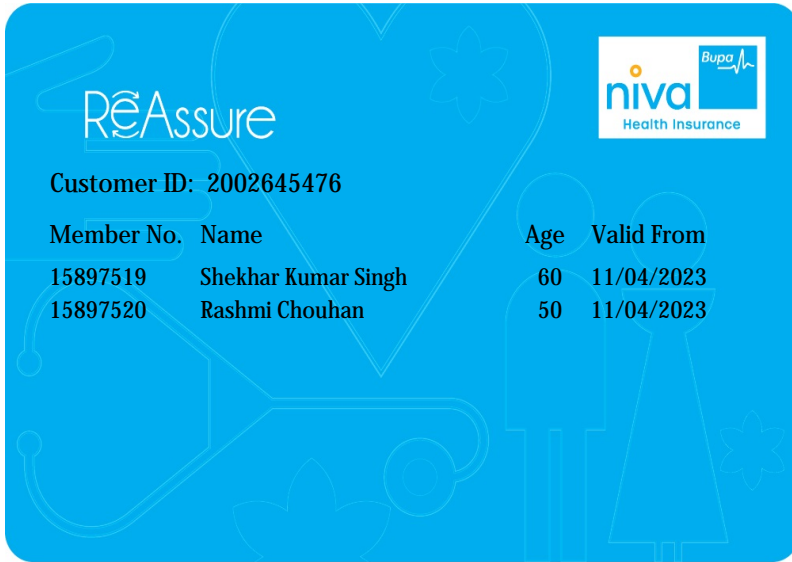 Bupa
niva
Health Insurance
ReAssure
Customer ID: 2002645476
Member No. Name Age Valid From
15897519 Shekhar Kumar Singh 60 11/04/2023
15897520 Rashmi Chouhan 50 11/04/2023